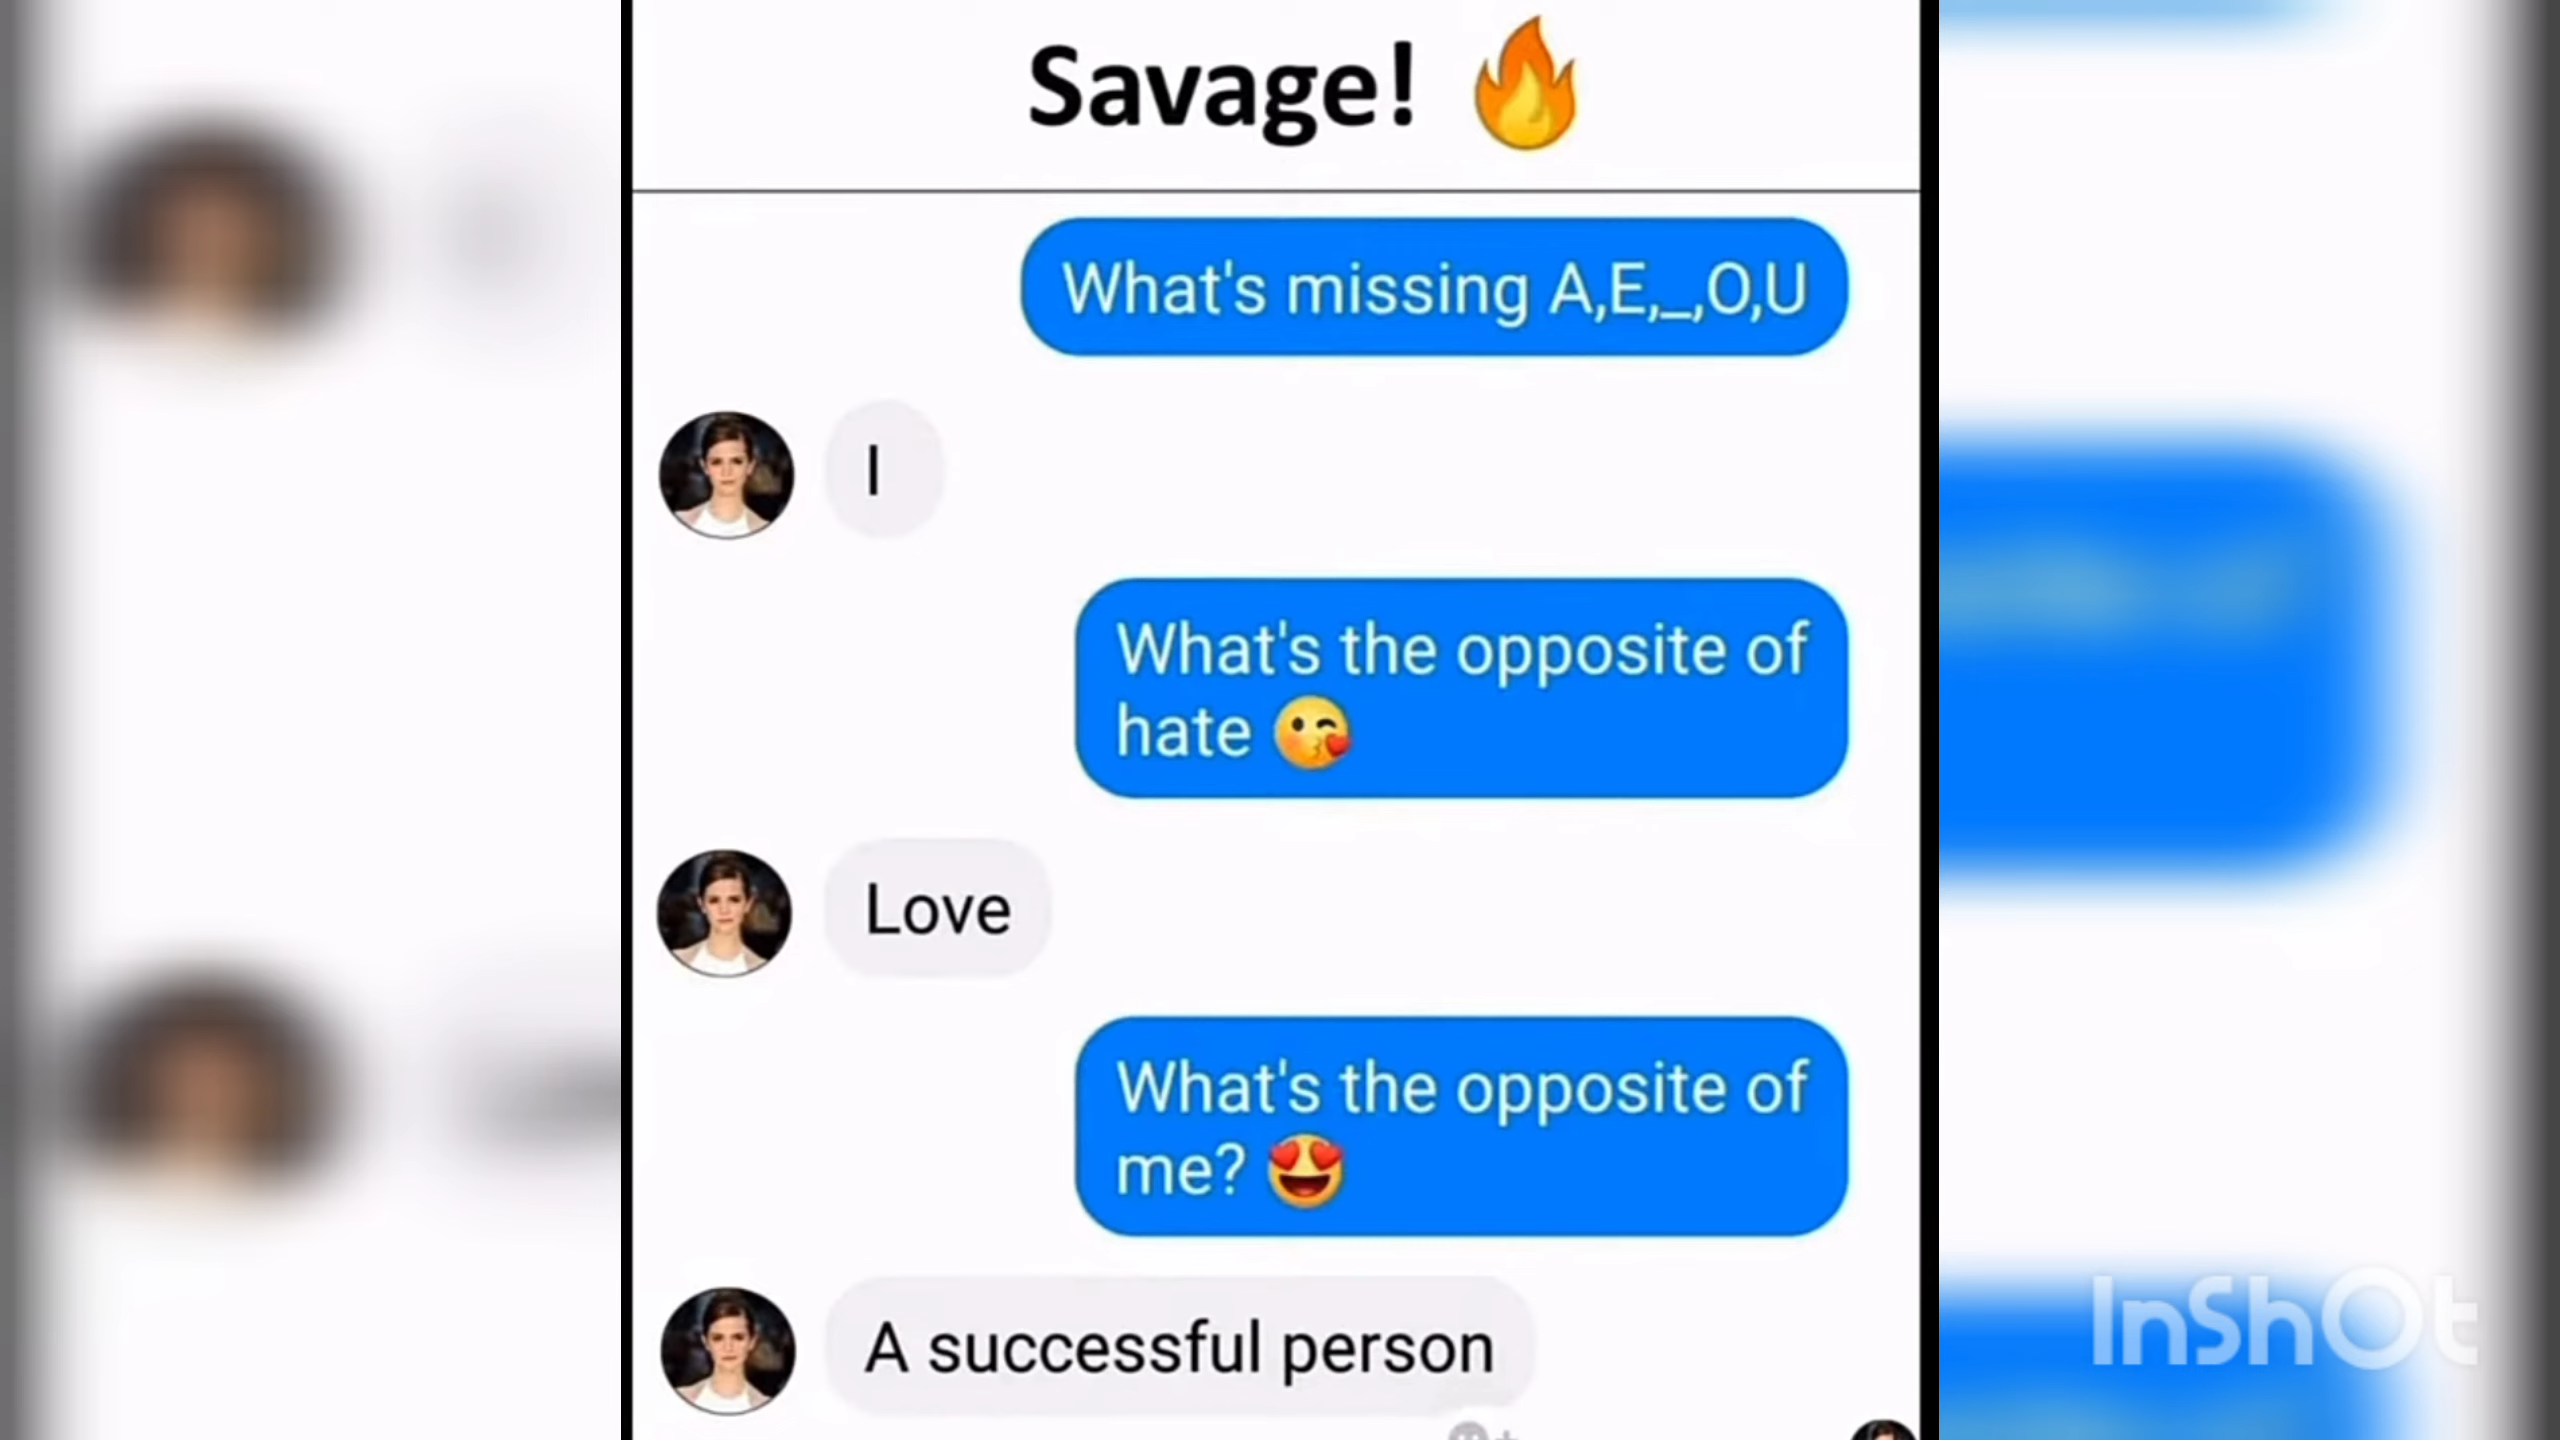 Savage! 🔥
What's missing A,E,_,O,U
I
What's the opposite of
hate 😘
Love
What's the opposite of
me? 😍
A successful person
InShOt